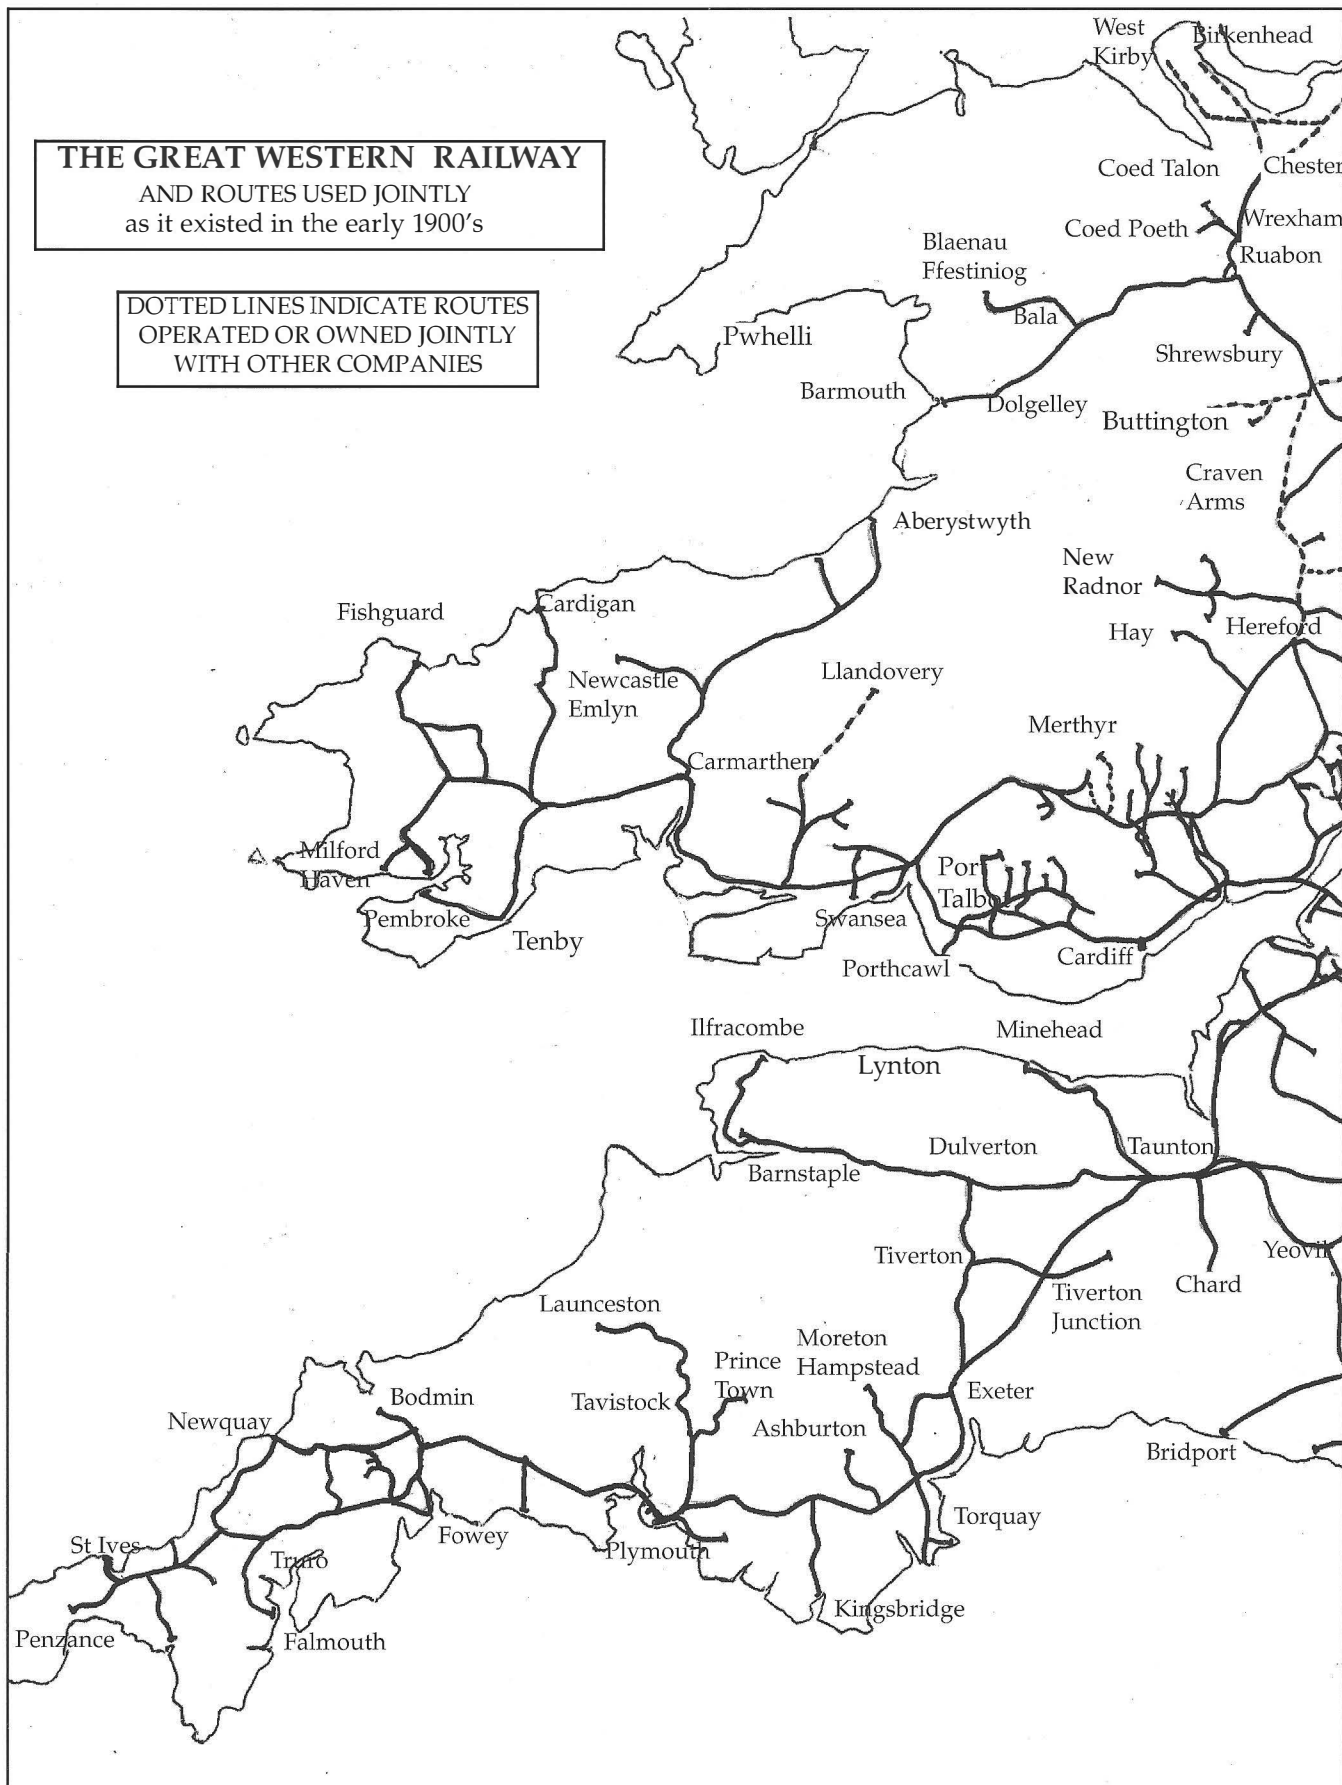 West
Kirby
Birkenhead
THE GREAT WESTERN RAILWAY
AND ROUTES USED JOINTLY
as it existed in the early 1900's
Coed Talon
Chester
Coed Poeth
Wrexham
Blaenau
Ffestiniog
Ruabon
DOTTED LINES INDICATE ROUTES
OPERATED OR OWNED JOINTLY
WITH OTHER COMPANIES
Bala
Pwhelli
Shrewsbury
Barmouth
Dolgelley
Buttington
Craven
Arms
Aberystwyth
New
Radnor
Fishguard
Cardigan
Hay
Hereford
Newcastle
Emlyn
Llandovery
Merthyr
Carmarthen
Milford
Haven
Port
Talbot
Pembroke
Swansea
Tenby
Porthcawl
Cardiff
Ilfracombe
Minehead
Lynton
Dulverton
Taunton
Barnstaple
Tiverton
Yeovil
Tiverton
Junction
Chard
Launceston
Moreton
Hampstead
Prince
Town
Bodmin
Tavistock
Exeter
Newquay
Ashburton
Bridport
Fowey
Torquay
St Ives
Truro
Plymouth
Kingsbridge
Penzance
Falmouth